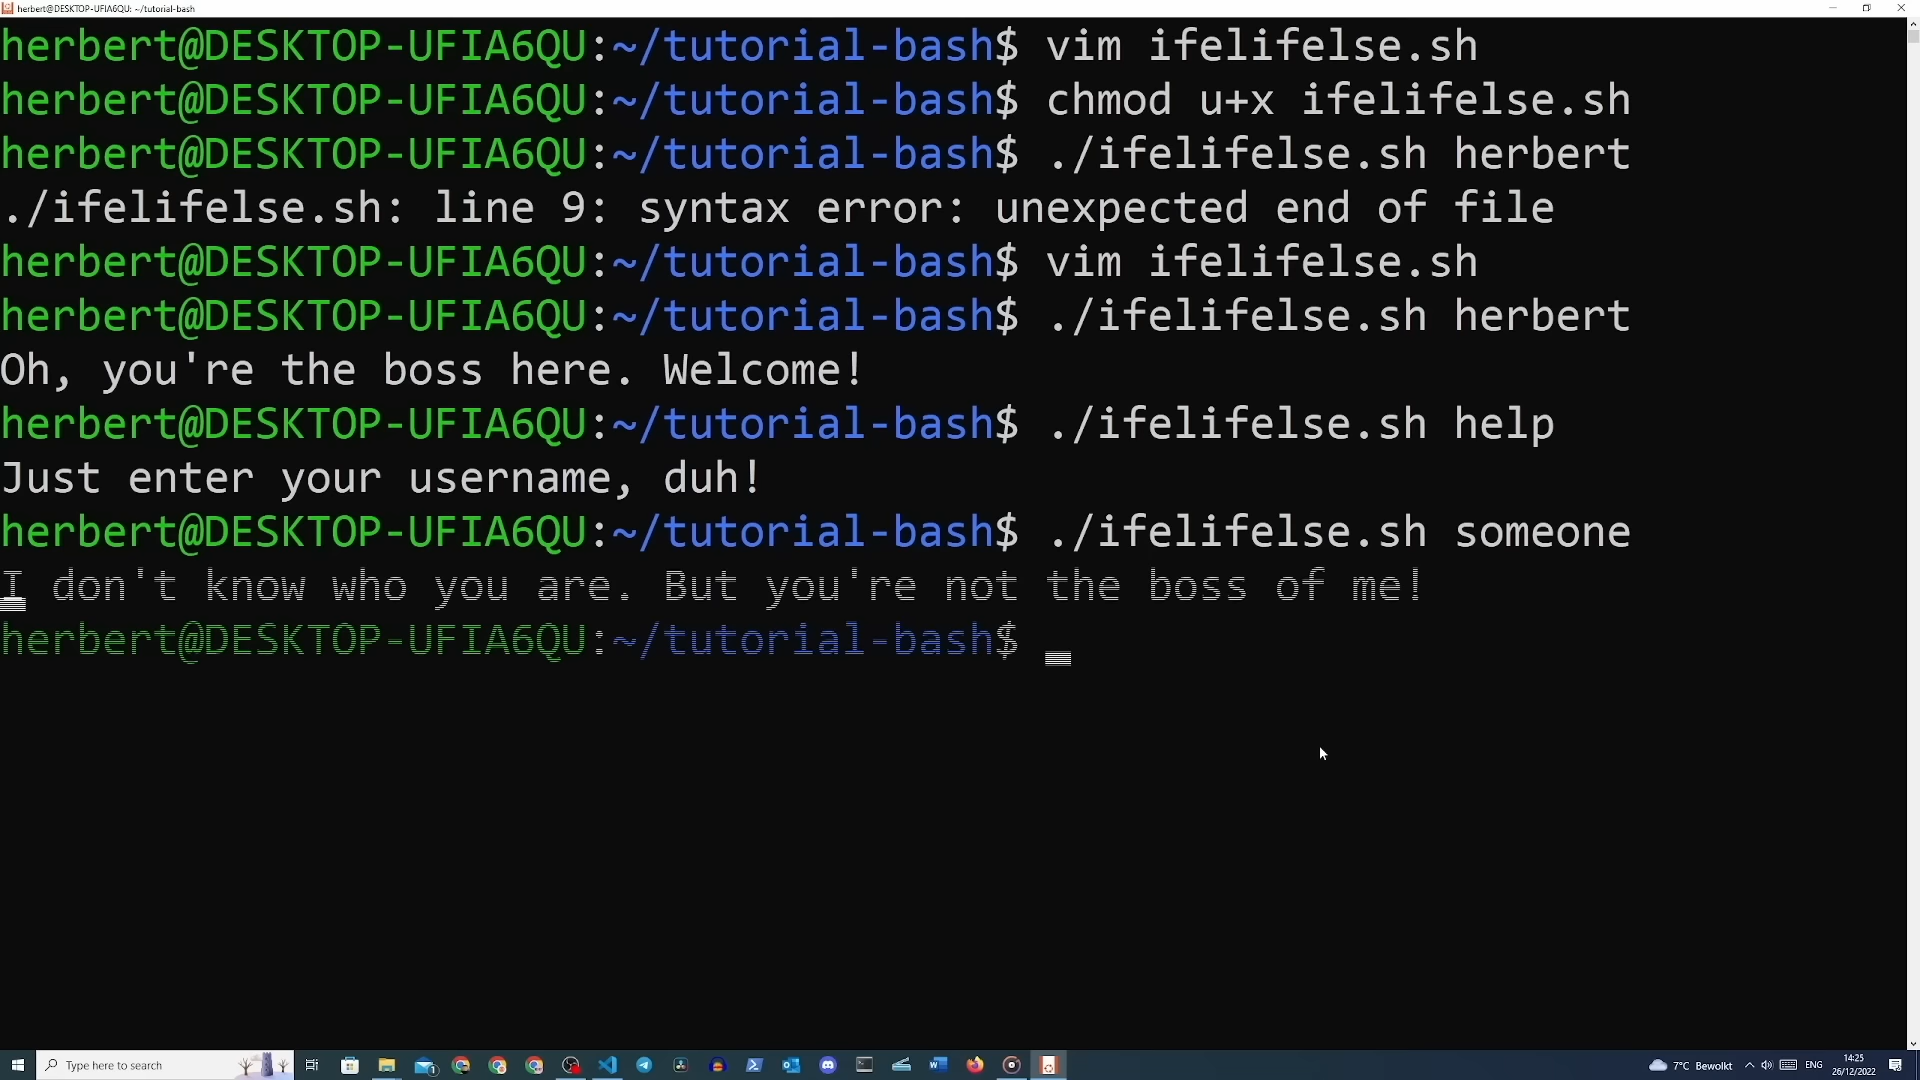 herbert@DESKTOP-UFIA6QU: ~/tutorial-bash
herbert@DESKTOP-UFIA6QU:~/tutorial-bash$ vim ifelifelse.sh
herbert@DESKTOP-UFIA6QU:~/tutorial-bash$ chmod u+x ifelifelse.sh
herbert@DESKTOP-UFIA6QU:~/tutorial-bash$ ./ifelifelse.sh herbert
./ifelifelse.sh: line 9: syntax error: unexpected end of file
herbert@DESKTOP-UFIA6QU:~/tutorial-bash$ vim ifelifelse.sh
herbert@DESKTOP-UFIA6QU:~/tutorial-bash$ ./ifelifelse.sh herbert
Oh, you're the boss here. Welcome!
herbert@DESKTOP-UFIA6QU:~/tutorial-bash$ ./ifelifelse.sh help
Just enter your username, duh!
herbert@DESKTOP-UFIA6QU:~/tutorial-bash$ ./ifelifelse.sh someone
I don't know who you are. But you're not the boss of me!
herbert@DESKTOP-UFIA6QU:~/tutorial-bash$
Type here to search
7°C Bewolkt
ENG
14:25
26/12/2022